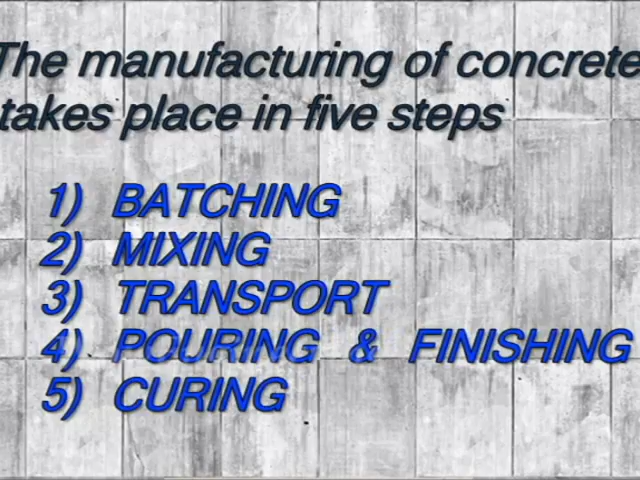 The manufacturing of concrete
takes place in five steps
1) BATCHING
2) MIXING
3) TRANSPORT
4) POURING & FINISHING
5) CURING